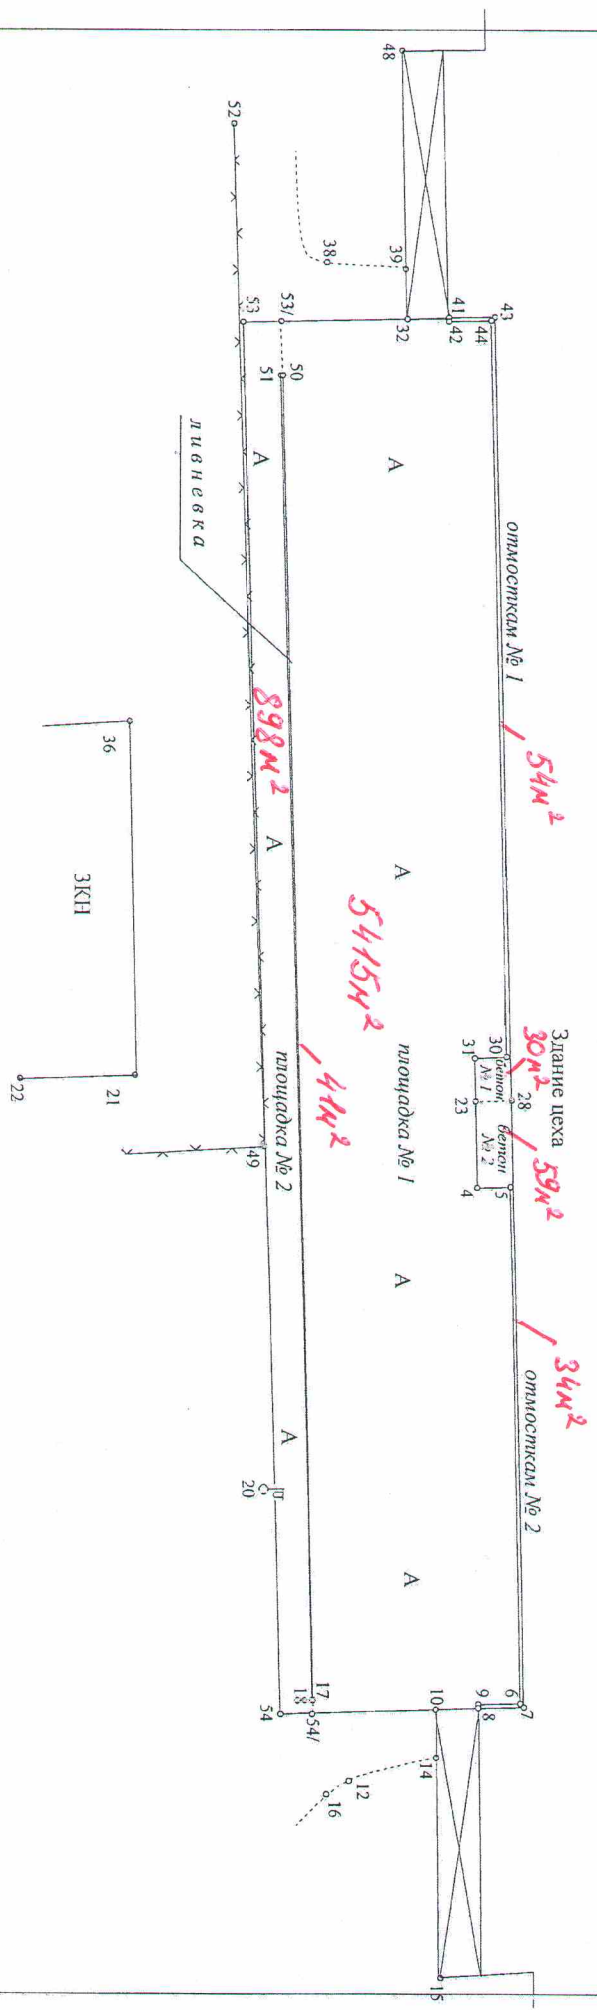 Здание цеха
43
44
41
42
32
39
38
48
53/
53
52
50
51
отмосткам № 1
54м²
30
31
30м²
бетон
№ 1
28
23
бетон
№ 2
59м²
5
4
34м²
отмосткам № 2
6
7
9
8
10
14
15
12
16
17
18
54/
54
А
А
А
А
площадка № 1
5415м²
41м²
площадка № 2
898м²
А
А
А
ливневка
49
20
36
21
22
ЗКН